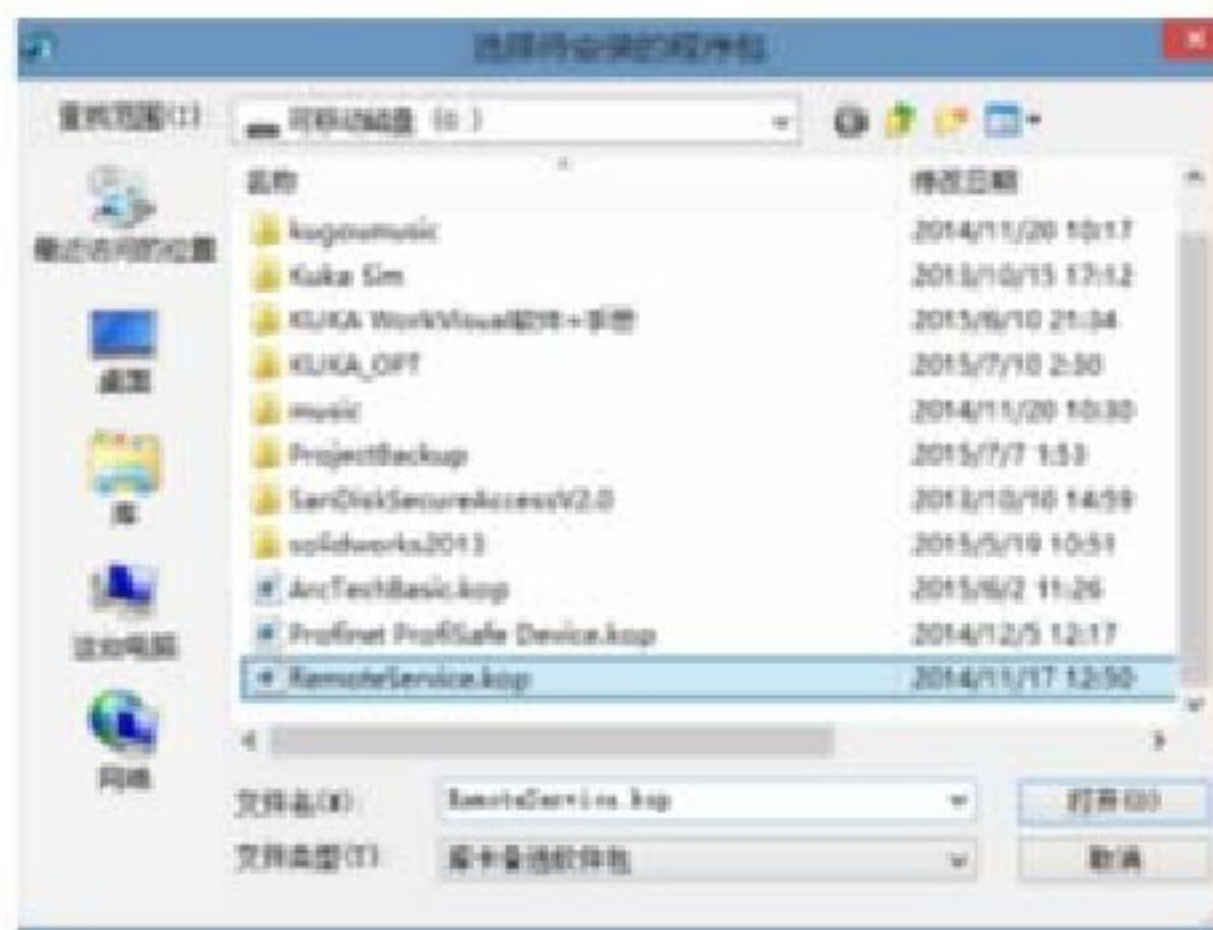 选择待安装的程序包
查找范围(I)
可移动磁盘 (G:)
名称 修改日期
kugoumusic 2014/11/20 10:17
Kuka Sim 2013/10/15 17:12
KUKA WorkVisual软件+手册 2015/6/10 21:34
KUKA_OPT 2015/7/10 2:30
music 2014/11/20 10:30
ProjectBackup 2015/7/7 1:53
SanDiskSecureAccessV2.0 2013/10/10 14:59
solidworks2013 2015/5/19 10:51
ArcTechBasic.kop 2015/6/2 11:26
Profinet ProfiSafe Device.kop 2014/12/5 12:17
RemoteService.kop 2014/11/17 12:50
最近访问的位置
桌面
库
这台电脑
网络
文件名(N): RemoteService.kop 打开(O)
文件类型(T): 库卡备选软件包 取消